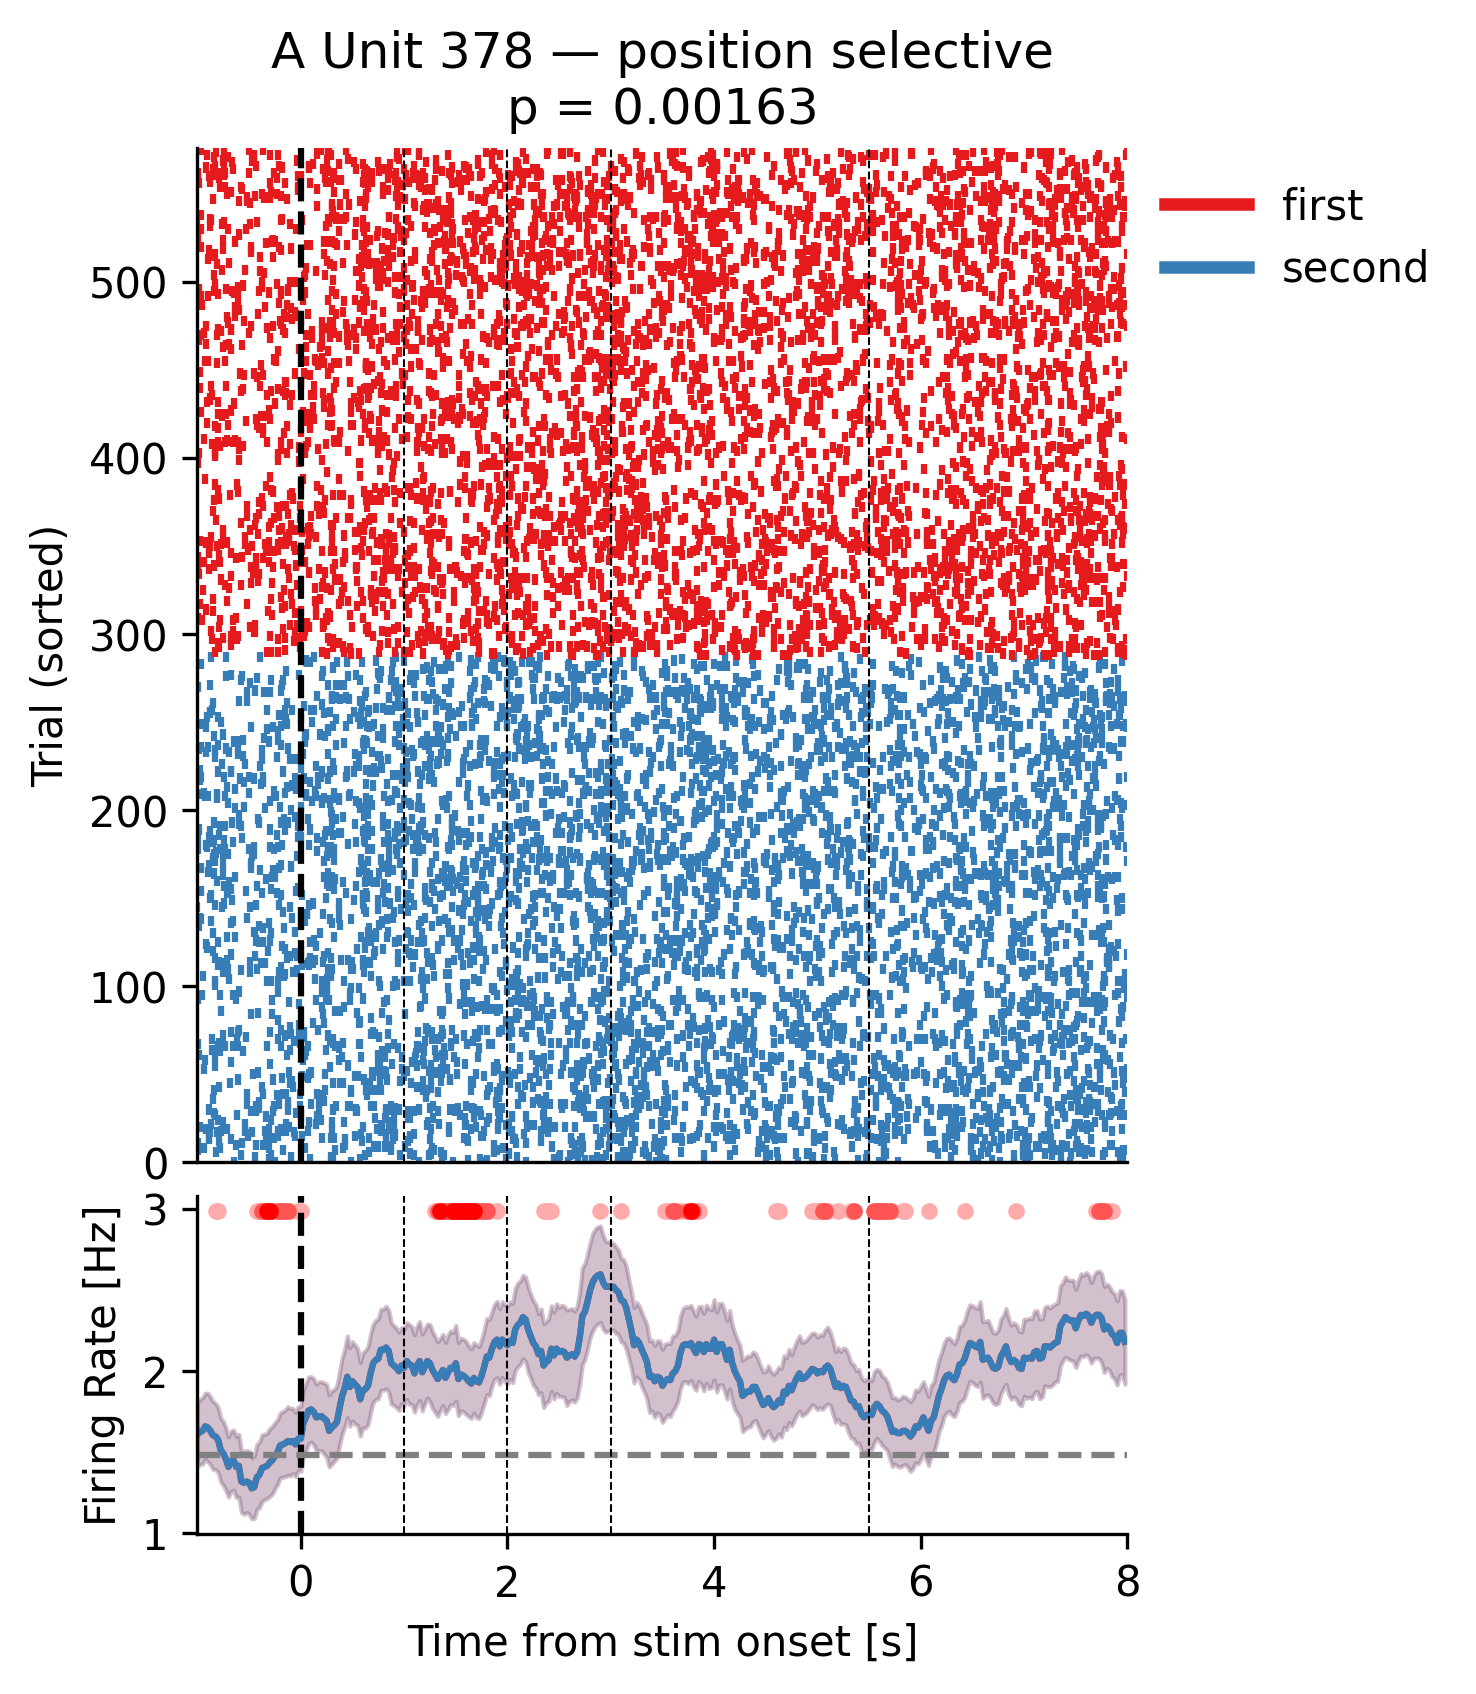 A Unit 378 — position selective
p = 0.00163
first
second
500
400
300
200
100
0
Trial (sorted)
3
2
1
Firing Rate [Hz]
0 2 4 6 8
Time from stim onset [s]